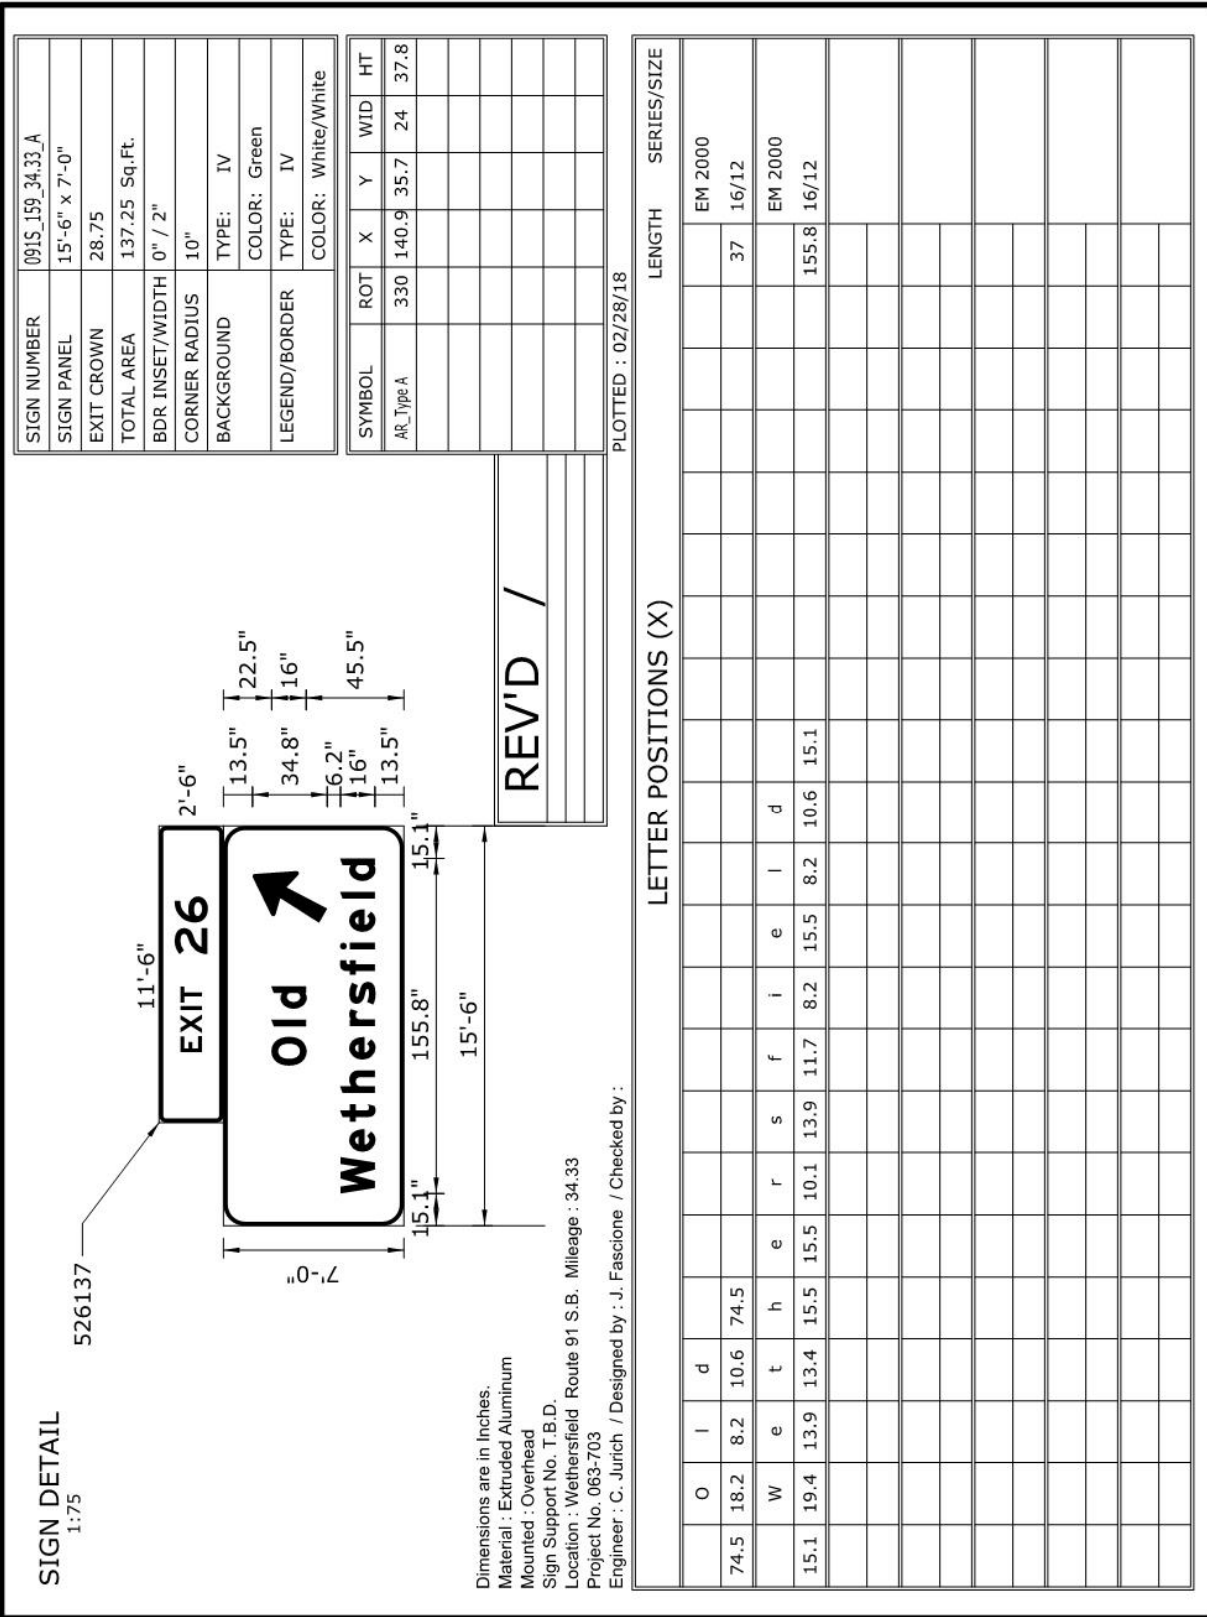 SIGN DETAIL
1:75
526137
11'-6"
2'-6"
EXIT 26
Old
Wethersfield
7'-0"
13.5"
34.8"
6.2"
16"
13.5"
22.5"
16"
45.5"
15.1" 155.8" 15.1"
15'-6"
SIGN NUMBER 091S_159_34.33_A
SIGN PANEL 15'-6" x 7'-0"
EXIT CROWN 28.75
TOTAL AREA 137.25 Sq.Ft.
BDR INSET/WIDTH 0" / 2"
CORNER RADIUS 10"
BACKGROUND TYPE: IV
COLOR: Green
LEGEND/BORDER TYPE: IV
COLOR: White/White
SYMBOL ROT X Y WID HT
AR_Type A 330 140.9 35.7 24 37.8
Dimensions are in Inches.
Material : Extruded Aluminum
Mounted : Overhead
Sign Support No. T.B.D.
Location : Wethersfield Route 91 S.B. Mileage : 34.33
Project No. 063-703
Engineer : C. Jurich / Designed by : J. Fascione / Checked by :
REV'D /
PLOTTED : 02/28/18
LETTER POSITIONS (X) LENGTH SERIES/SIZE
O l d EM 2000
74.5 18.2 8.2 10.6 74.5 37 16/12
W e t h e r s f i e l d EM 2000
15.1 19.4 13.9 13.4 15.5 15.5 10.1 13.9 11.7 8.2 15.5 8.2 10.6 15.1 155.8 16/12